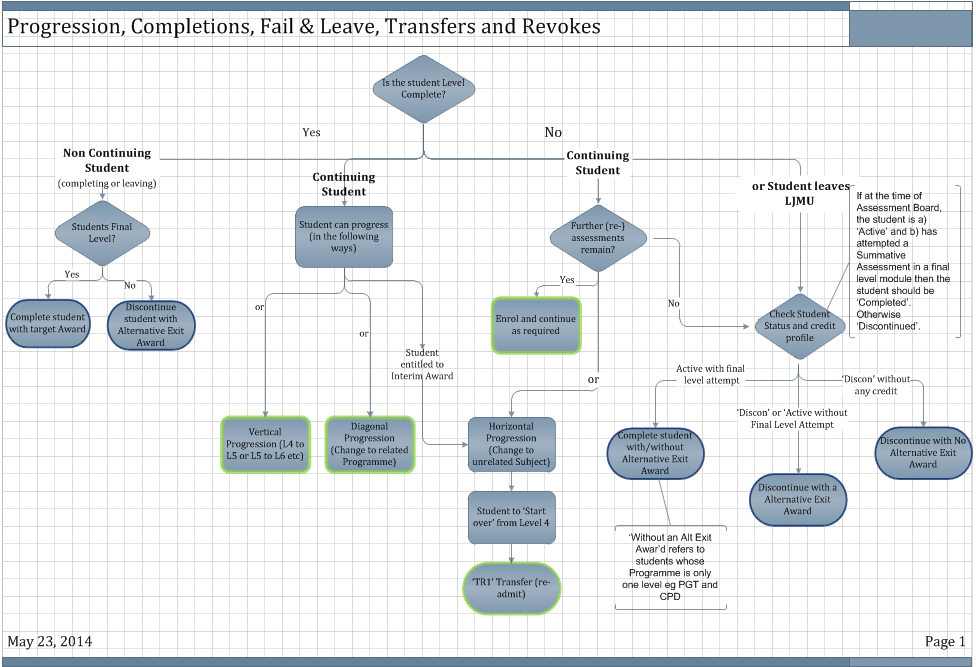 Progression, Completions, Fail & Leave, Transfers and Revokes
Is the student Level
Complete?
Yes
No
Non Continuing
Student
(completing or leaving)
Continuing
Student
Continuing
Student
or Student leaves
LJMU
If at the time of
Assessment Board,
the student is a)
'Active' and b) has
attempted a
Summative
Assessment in a final
level module then the
student should be
'Completed'.
Otherwise
'Discontinued'.
Students Final
Level?
Student can progress
(in the following
ways)
Further (re-)
assessments
remain?
Yes
No
Yes
No
or
or
Complete student
with target Award
Discontinue
student with
Alternative Exit
Award
Enrol and continue
as required
Check Student
Status and credit
profile
Student
entitled to
Interim Award
or
Active with final
level attempt
'Discon' without
any credit
'Discon' or 'Active without
Final Level Attempt
Vertical
Progression (L4 to
L5 or L5 to L6 etc)
Diagonal
Progression
(Change to related
Programme)
Horizontal
Progression
(Change to
unrelated Subject)
Complete student
with/without
Alternative Exit
Award
Discontinue with No
Alternative Exit
Award
Discontinue with a
Alternative Exit
Award
Student to 'Start
over' from Level 4
'Without an Alt Exit
Awar'd refers to
students whose
Programme is only
one level eg PGT and
CPD
'TR1' Transfer (re-
admit)
May 23, 2014
Page 1